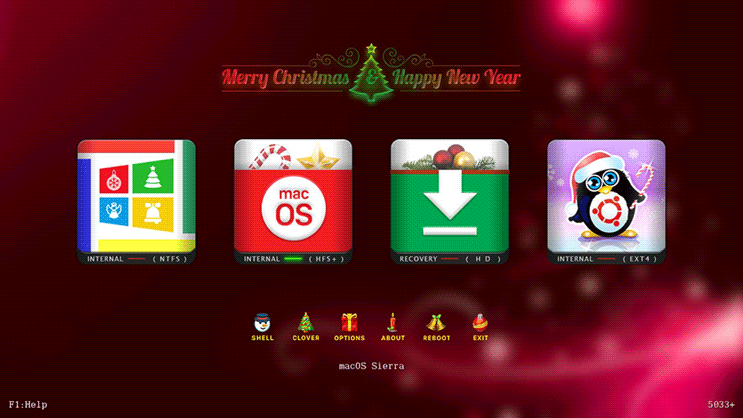 Merry Christmas & Happy New Year
mac
OS
INTERNAL ( NTFS )
INTERNAL ( HFS+ )
RECOVERY ( H D )
INTERNAL ( EXT4 )
SHELL CLOVER OPTIONS ABOUT REBOOT EXIT
macOS Sierra
F1:Help
5033+